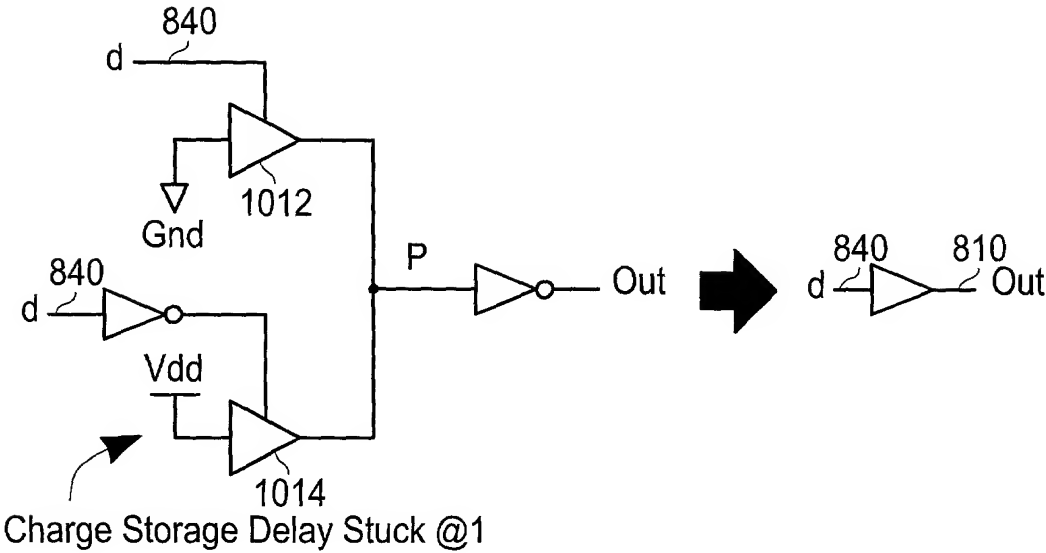 840
d
1012
Gnd
840
d
Vdd
1014
Charge Storage Delay Stuck @1
P
Out
840
d
810
Out